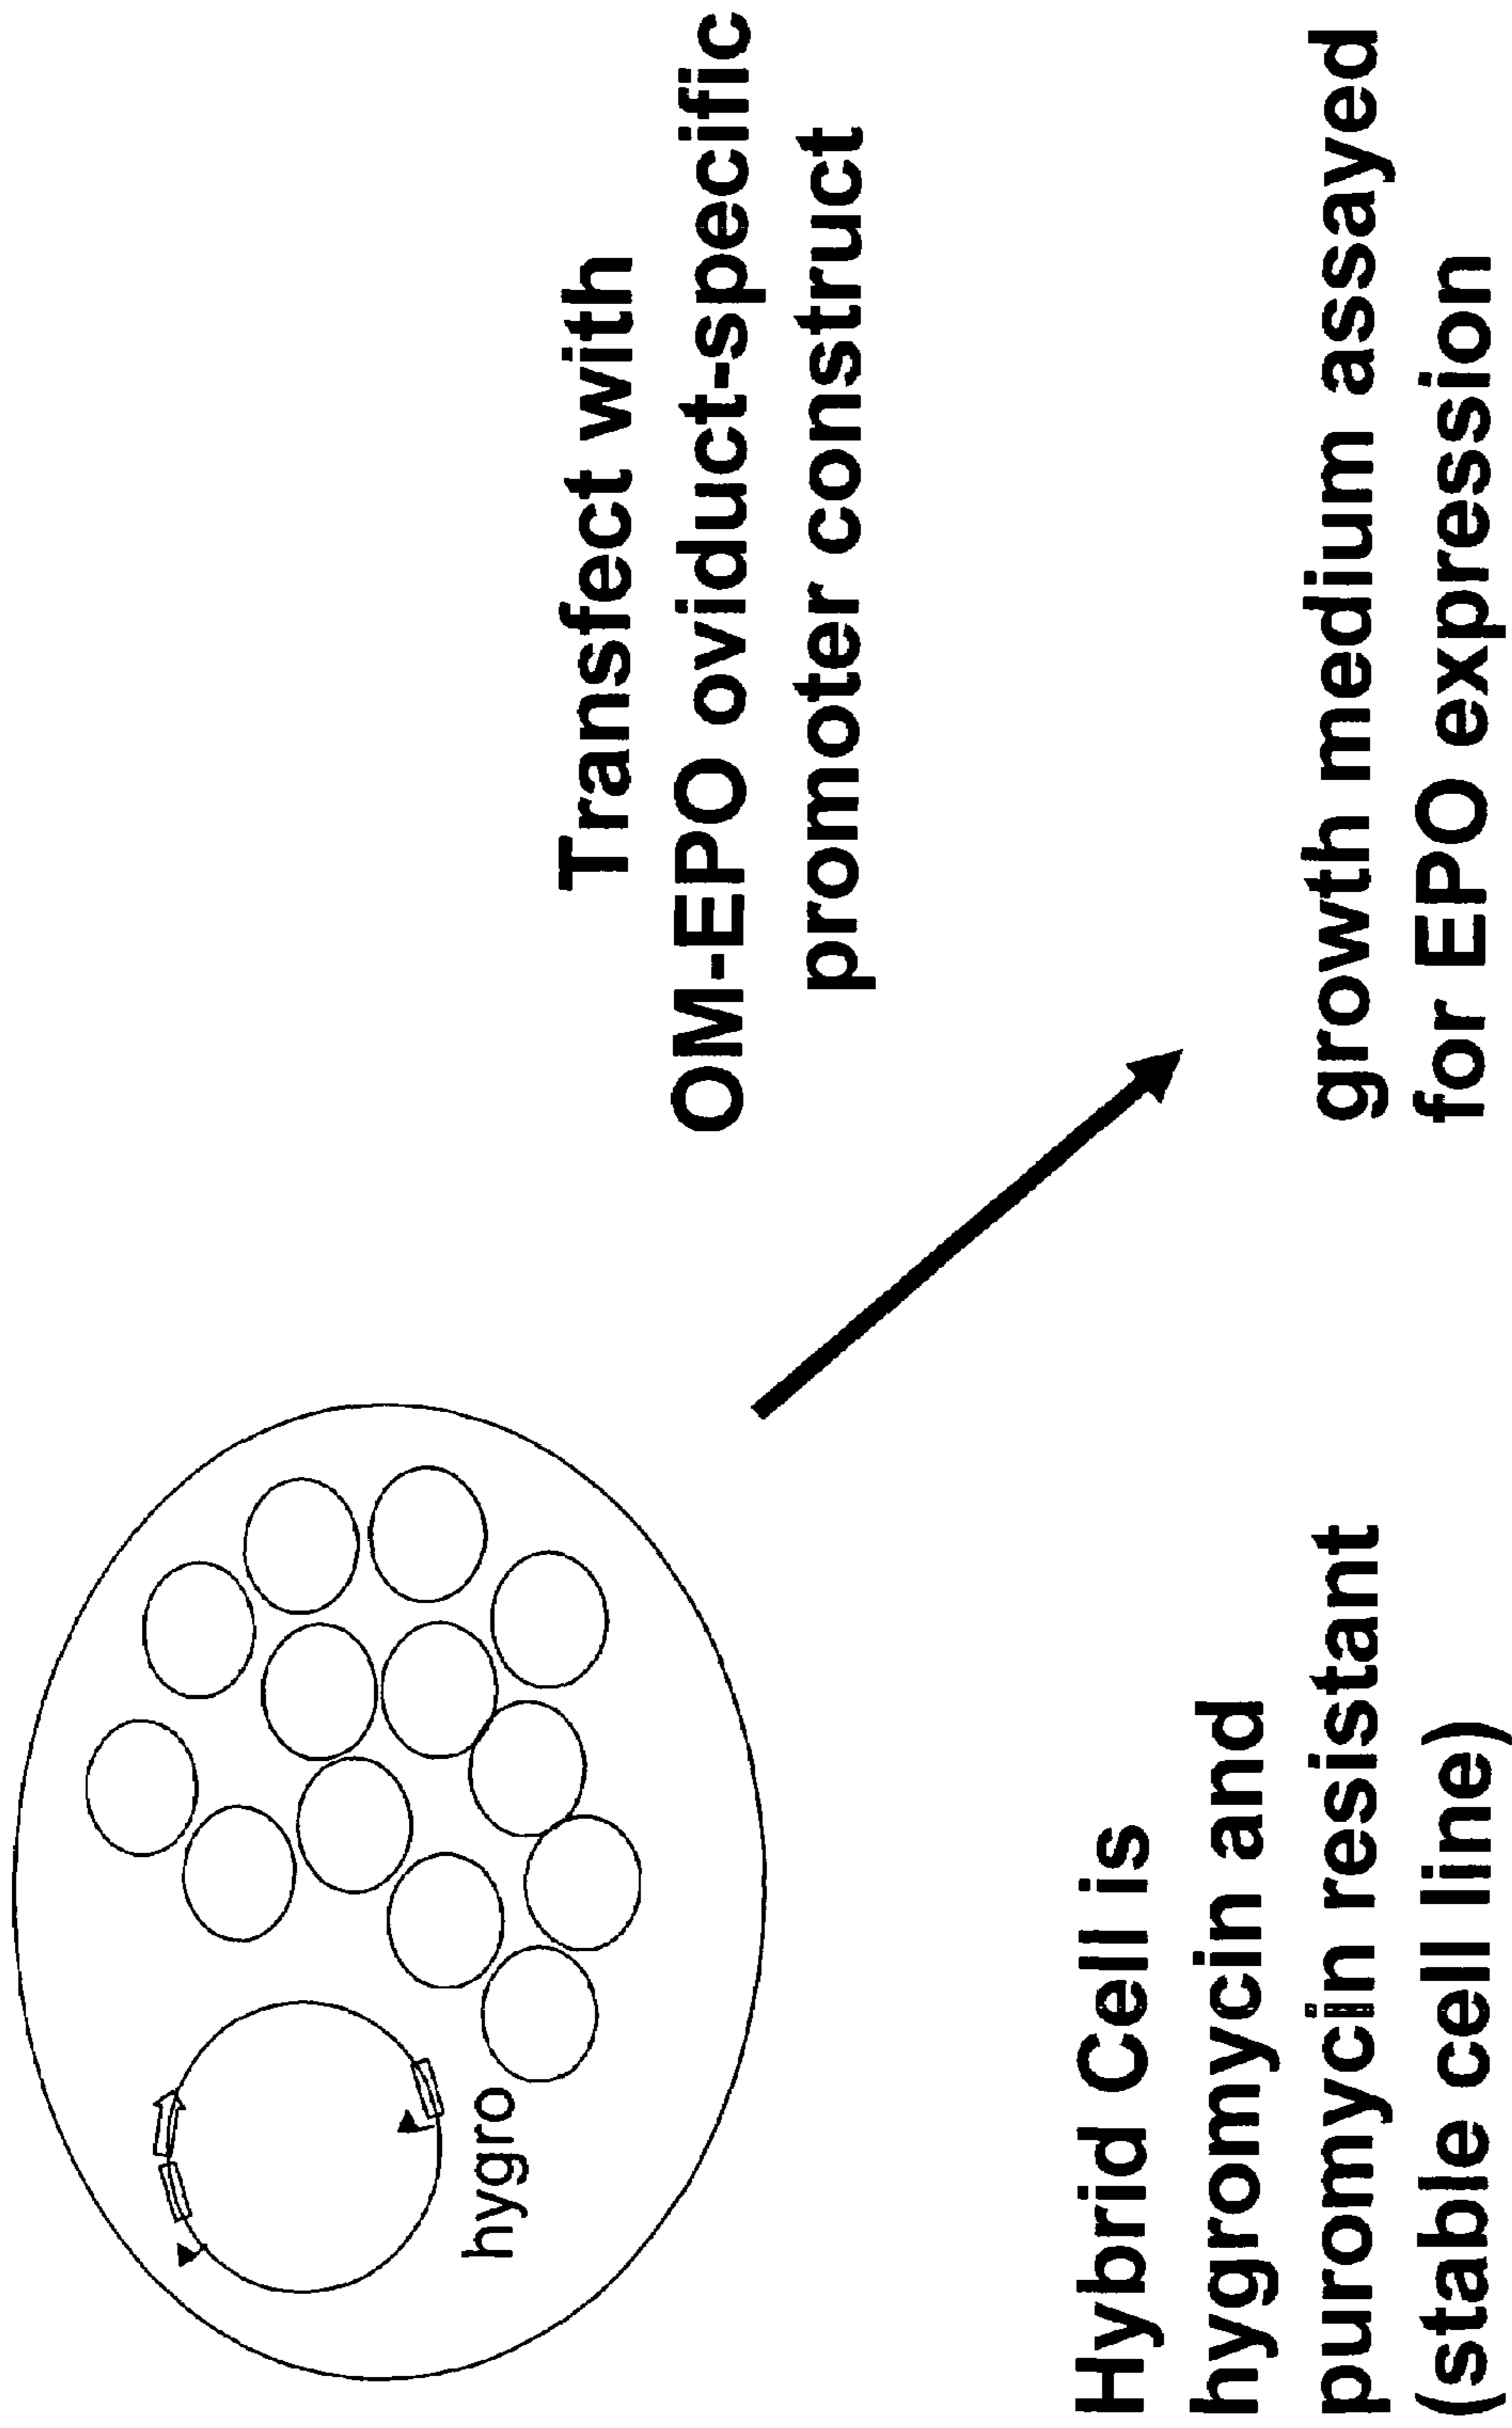 hygro
Transfect with
OM-EPO oviduct-specific
promoter construct
Hybrid Cell is
hygromycin and
puromycin resistant
(stable cell line)
growth medium assayed
for EPO expression